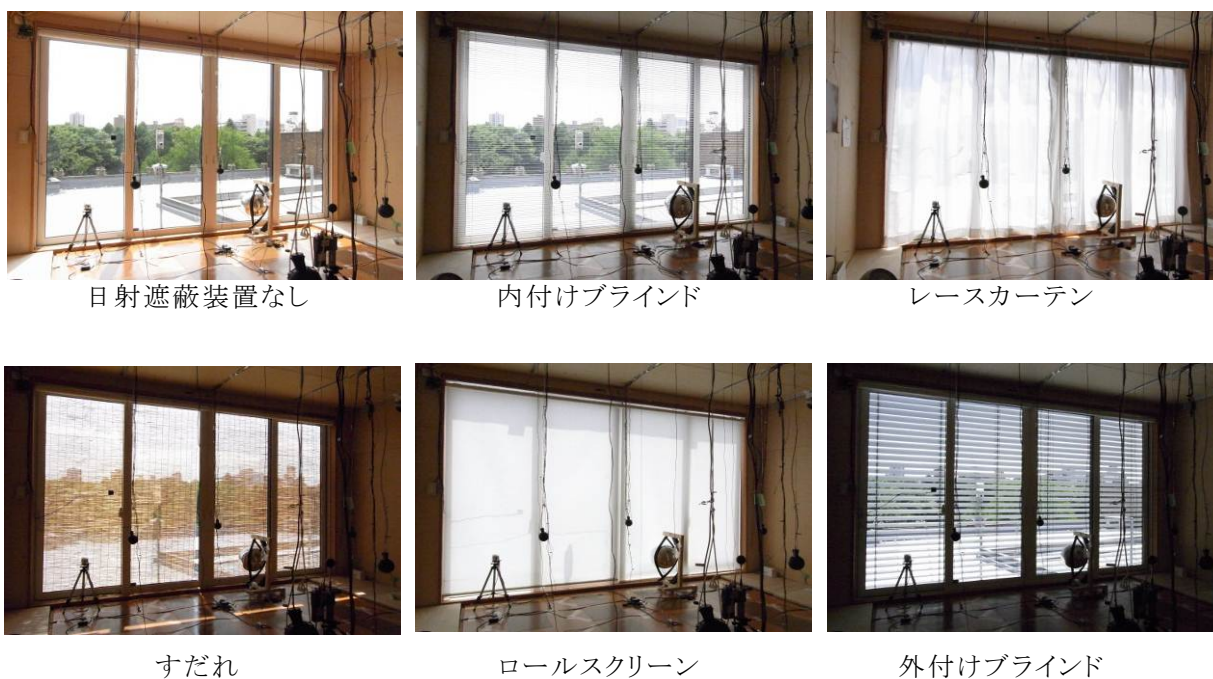 日射遮蔽装置なし
内付けブラインド
レースカーテン
すだれ
ロールスクリーン
外付けブラインド